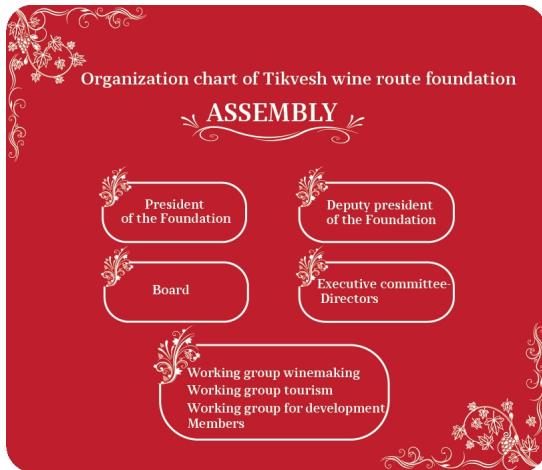 Organization chart of Tikvesh wine route foundation
ASSEMBLY
President
of the Foundation
Deputy president
of the Foundation
Board
Executive committee-
Directors
Working group winemaking
Working group tourism
Working group for development
Members